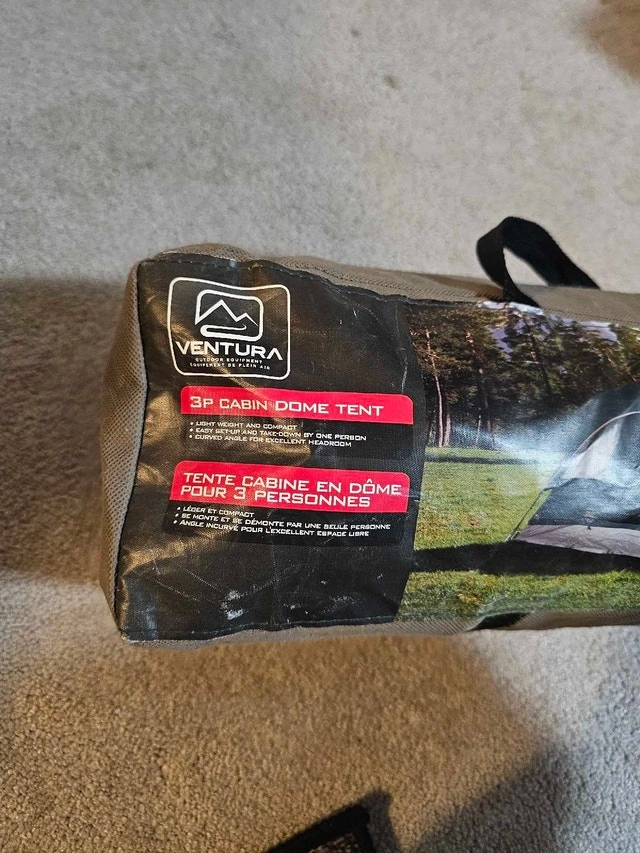 VENTURA
OUTDOOR EQUIPMENT
EQUIPEMENT DE PLEIN AIR
3P CABIN DOME TENT
• LIGHT WEIGHT AND COMPACT
• EASY SET-UP AND TAKE-DOWN BY ONE PERSON
• CURVED ANGLE FOR EXCELLENT HEADROOM
TENTE CABINE EN DÔME
POUR 3 PERSONNES
• LÉGER ET COMPACT
• SE MONTE ET SE DÉMONTE PAR UNE SEULE PERSONNE
• ANGLE INCURVÉ POUR L'EXCELLENT ESPACE LIBRE